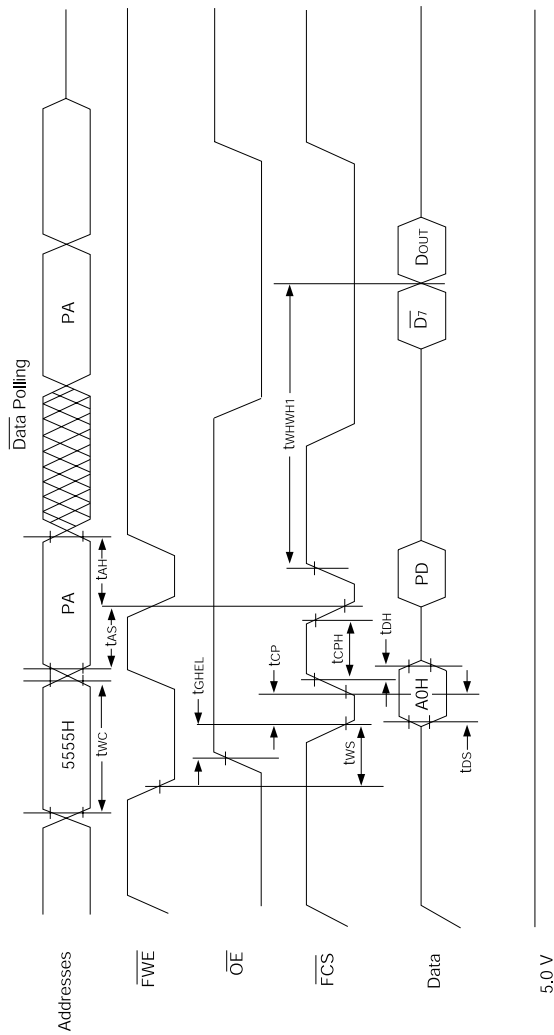 Data Polling
Addresses
5555H
PA
PA
tWC
tAS
tAH
FWE
tGHEL
OE
tWHWH1
tCP
FCS
tWS
tCPH
tDH
Data
A0H
PD
D7
DOUT
tDS
5.0 V